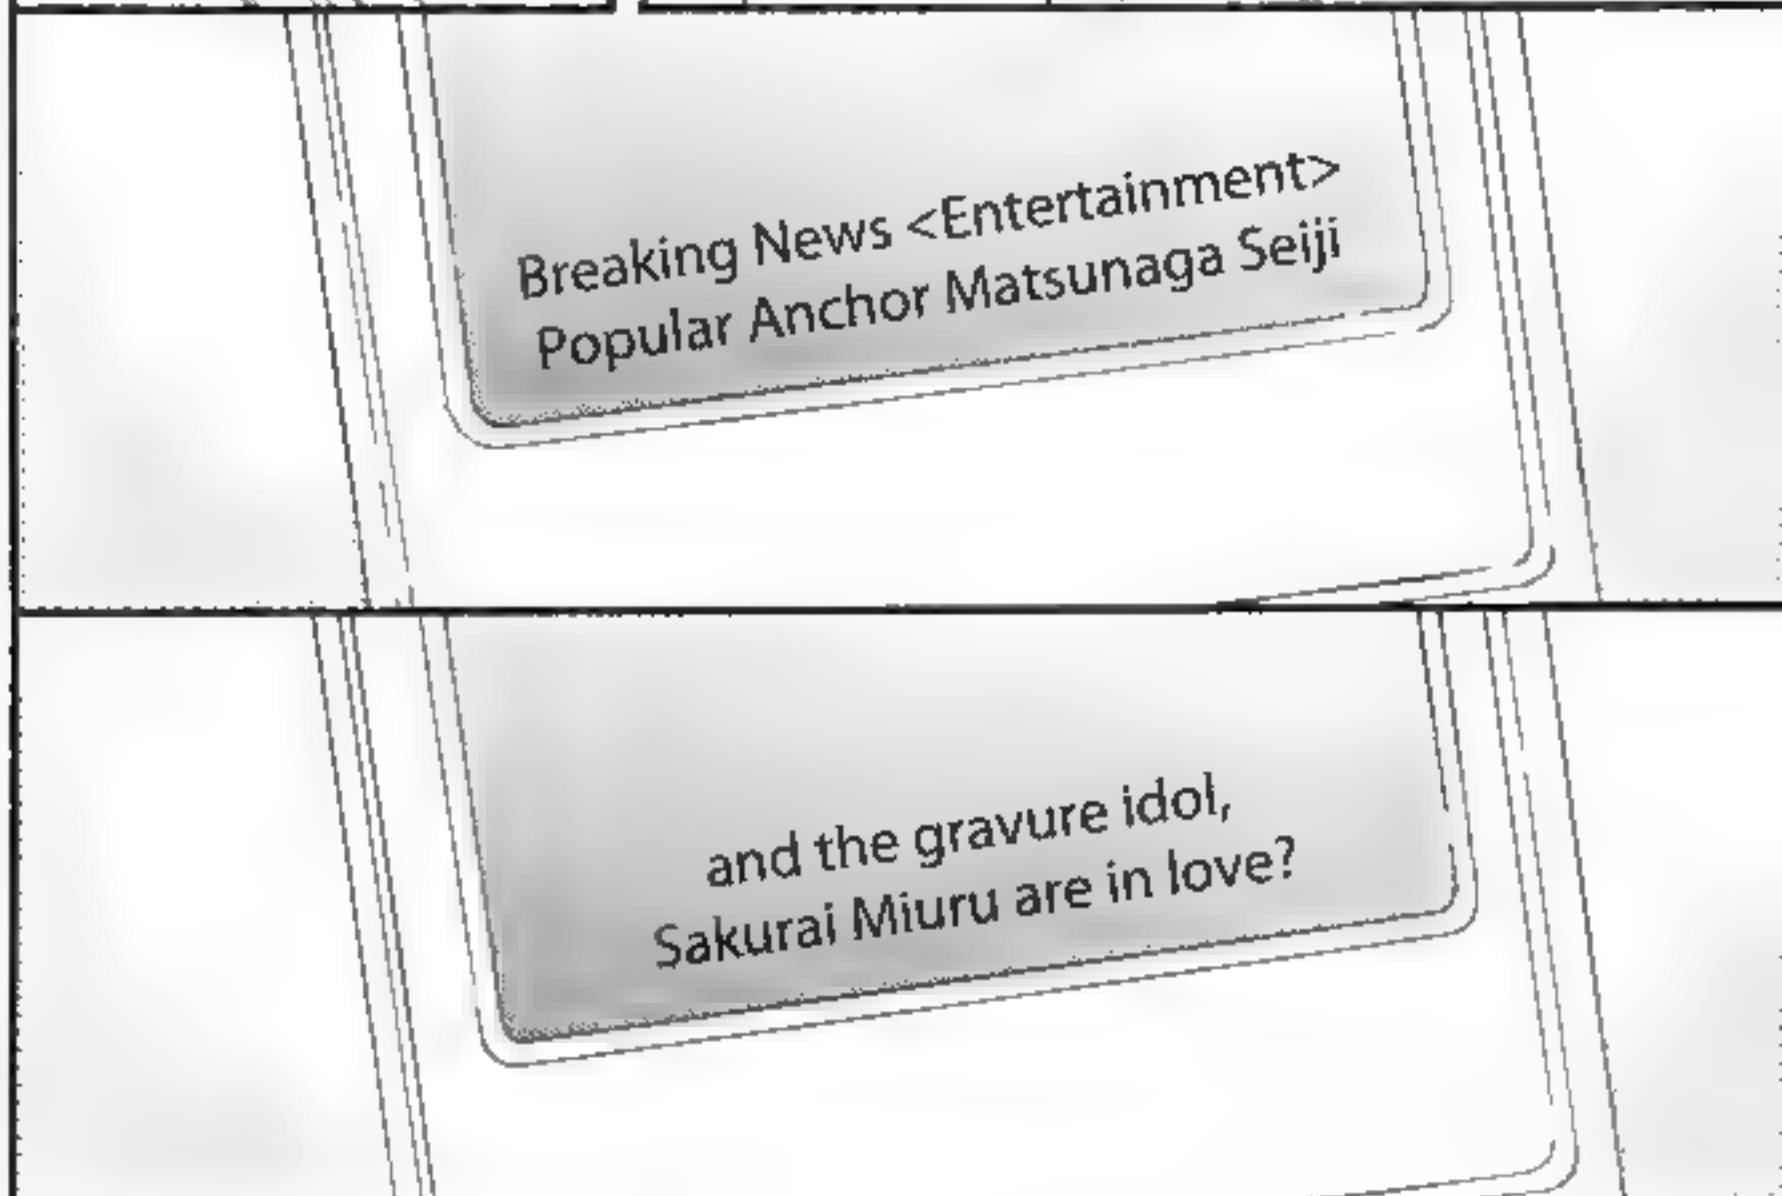 Breaking News <Entertainment>
Popular Anchor Matsunaga Seiji
and the gravure idol,
Sakurai Miuru are in love?